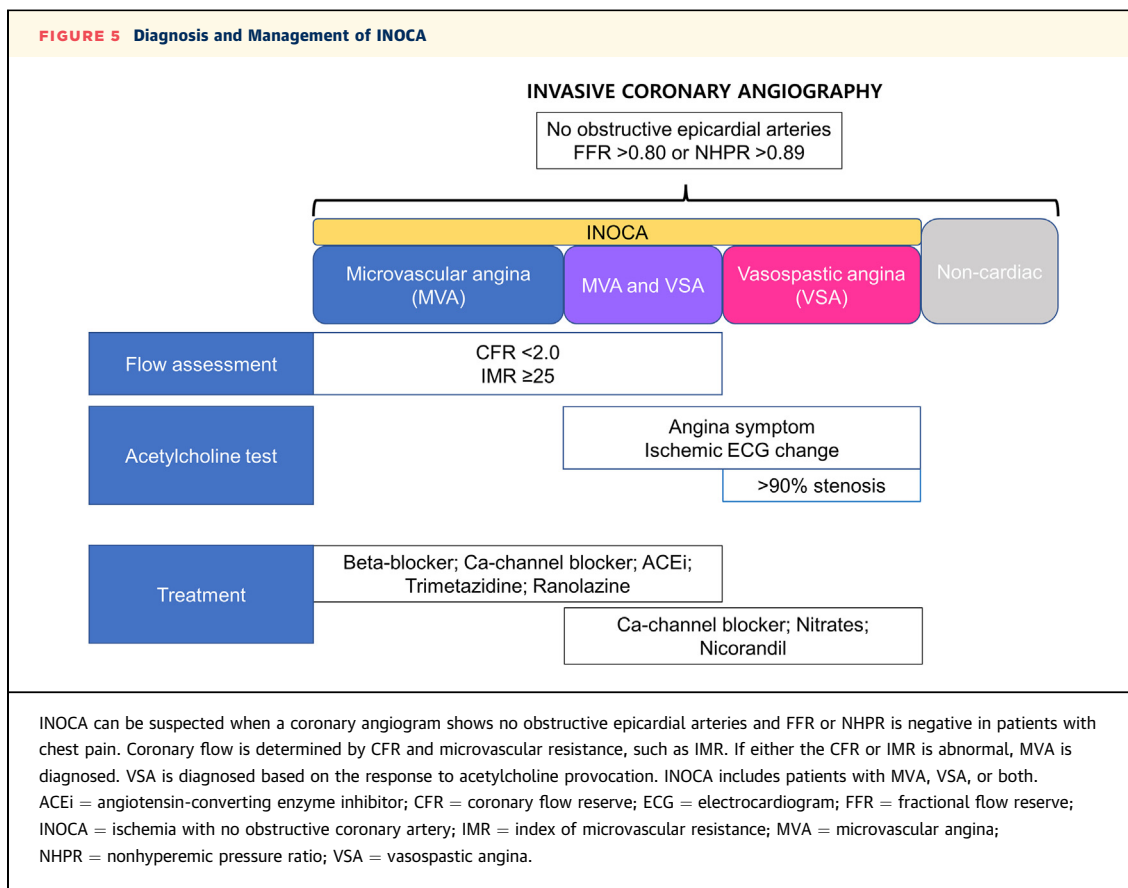 FIGURE 5 Diagnosis and Management of INOCA
INVASIVE CORONARY ANGIOGRAPHY
No obstructive epicardial arteries
FFR >0.80 or NHPR >0.89
INOCA
Microvascular angina
(MVA)
MVA and VSA
Vasospastic angina
(VSA)
Non-cardiac
Flow assessment
CFR <2.0
IMR ≥25
Acetylcholine test
Angina symptom
Ischemic ECG change
>90% stenosis
Treatment
Beta-blocker; Ca-channel blocker; ACEi;
Trimetazidine; Ranolazine
Ca-channel blocker; Nitrates;
Nicorandil
INOCA can be suspected when a coronary angiogram shows no obstructive epicardial arteries and FFR or NHPR is negative in patients with
chest pain. Coronary flow is determined by CFR and microvascular resistance, such as IMR. If either the CFR or IMR is abnormal, MVA is
diagnosed. VSA is diagnosed based on the response to acetylcholine provocation. INOCA includes patients with MVA, VSA, or both.
ACEi = angiotensin-converting enzyme inhibitor; CFR = coronary flow reserve; ECG = electrocardiogram; FFR = fractional flow reserve;
INOCA = ischemia with no obstructive coronary artery; IMR = index of microvascular resistance; MVA = microvascular angina;
NHPR = nonhyperemic pressure ratio; VSA = vasospastic angina.